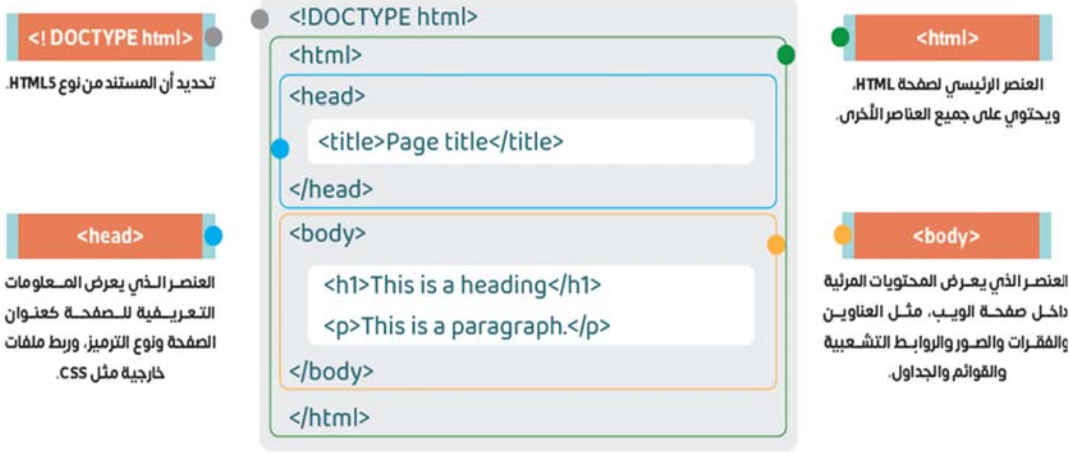 <! DOCTYPE html>
تحديد أن المستند من نوع HTML5.
<head>
العنصر الذي يعرض المعلومات
التعريفية للصفحة كعنوان
الصفحة ونوع الترميز، وربط ملفات
خارجية مثل CSS.
<!DOCTYPE html>
<html>
<head>
<title>Page title</title>
</head>
<body>
<h1>This is a heading</h1>
<p>This is a paragraph.</p>
</body>
</html>
<html>
العنصر الرئيسي لصفحة HTML،
ويحتوي على جميع العناصر الأخرى.
<body>
العنصر الذي يعرض المحتويات المرئية
داخل صفحة الويب، مثل العناوين
والفقرات والصور والروابط التشعبية
والقوائم والجداول.